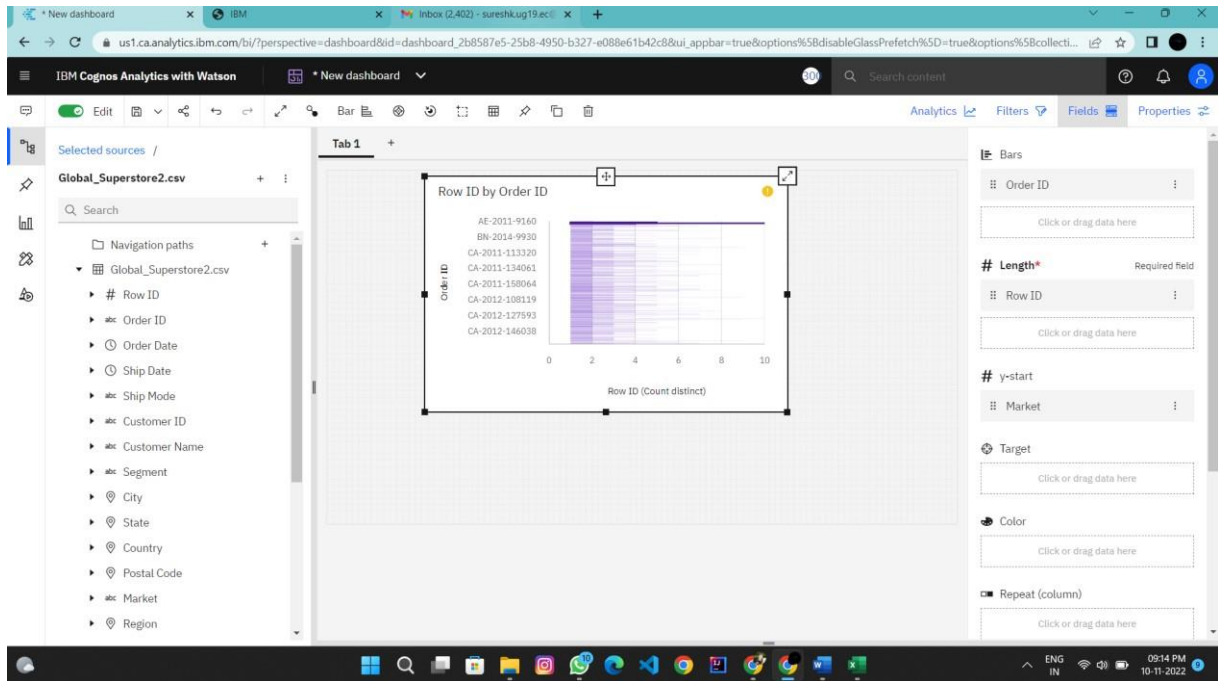 * New dashboard
IBM
Inbox (2,402) - sureshk.ug19.ec@
us1.ca.analytics.ibm.com/bi/?perspective=dashboard&id=dashboard_2b8587e5-25b8-4950-b327-e088e61b42c8&ui_appbar=true&options%5BdisableGlassPrefetch%5D=true&options%5Bcollecti...
IBM Cognos Analytics with Watson
* New dashboard
30
Search content
Edit
Bar
Analytics
Filters
Fields
Properties
Selected sources /
Global_Superstore2.csv
Search
Navigation paths
Global_Superstore2.csv
# Row ID
abc Order ID
Order Date
Ship Date
abc Ship Mode
abc Customer ID
abc Customer Name
abc Segment
City
State
Country
Postal Code
abc Market
Region
Tab 1
Row ID by Order ID
Order ID
AE-2011-9160
BN-2014-9930
CA-2011-113320
CA-2011-134061
CA-2011-158064
CA-2012-108119
CA-2012-127593
CA-2012-146038
0 2 4 6 8 10
Row ID (Count distinct)
Bars
Order ID
Click or drag data here
# Length* Required field
Row ID
Click or drag data here
# y-start
Market
Target
Click or drag data here
Color
Click or drag data here
Repeat (column)
Click or drag data here
ENG
IN
09:14 PM
10-11-2022